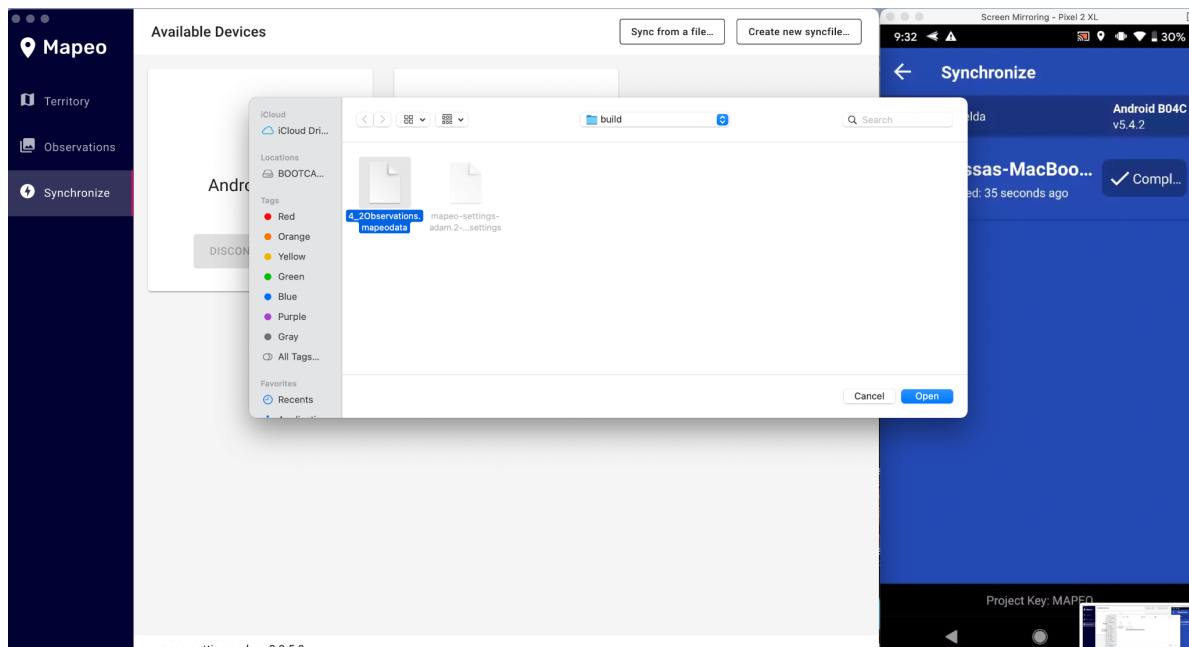 Mapeo
Territory
Observations
Synchronize
Available Devices
Sync from a file...
Create new syncfile...
Andro
DISCON
iCloud
iCloud Dri...
Locations
BOOTCA...
Tags
Red
Orange
Yellow
Green
Blue
Purple
Gray
All Tags...
Favorites
Recents
build
Search
4_2Observations.
mapeodata
mapeo-settings-
adam.2-...settings
Cancel
Open
Screen Mirroring - Pixel 2 XL
9:32
30%
Synchronize
elda
Android B04C
v5.4.2
ssas-MacBoo...
ed: 35 seconds ago
Compl...
Project Key: MAPEO